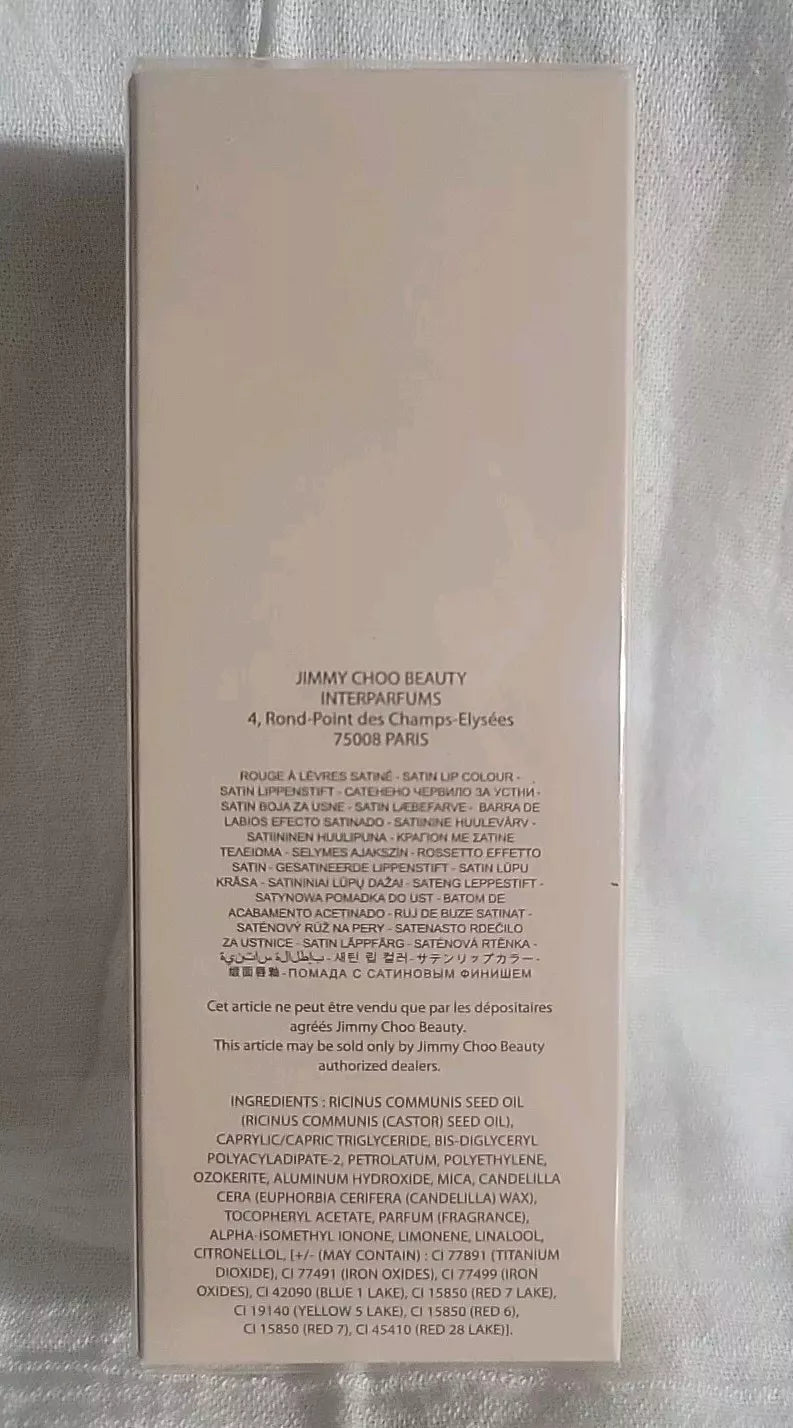 JIMMY CHOO BEAUTY
INTERPARFUMS
4, Rond-Point des Champs-Elysées
75008 PARIS
ROUGE À LÈVRES SATINÉ - SATIN LIP COLOUR -
SATIN LIPPENSTIFT - САТЕНЕНО ЧЕРВИЛО ЗА УСТНИ -
SATIN BOJA ZA USNE - SATIN LÆBEFARVE - BARRA DE
LABIOS EFECTO SATINADO - SATIININE HUULEVÄRV -
SATIININEN HUULIPUNA - ΚΡΑΓΙΟΝ ΜΕ ΣΑΤΙΝΕ
ΤΕΛΕΙΩΜΑ - SELYMES AJAKSZÍN - ROSSETTO EFFETTO
SATIN - GESATINEERDE LIPPENSTIFT - SATIN LŪPU
KRĀSA - SATININIAI LŪPŲ DAŽAI - SATENG LEPPESTIFT -
SATYNOWA POMADKA DO UST - BATOM DE
ACABAMENTO ACETINADO - RUJ DE BUZE SATINAT -
SATÉNOVÝ RÚŽ NA PERY - SATENASTO RDEČILO
ZA USTNICE - SATIN LÄPPFÄRG - SATÉNOVÁ RTĚNKA -
- 새틴 립 컬러 - サテンリップカラー -
缎面唇釉 - ПОМАДА С САТИНОВЫМ ФИНИШЕМ
Cet article ne peut être vendu que par les dépositaires
agréés Jimmy Choo Beauty.
This article may be sold only by Jimmy Choo Beauty
authorized dealers.
INGREDIENTS : RICINUS COMMUNIS SEED OIL
(RICINUS COMMUNIS (CASTOR) SEED OIL),
CAPRYLIC/CAPRIC TRIGLYCERIDE, BIS-DIGLYCERYL
POLYACYLADIPATE-2, PETROLATUM, POLYETHYLENE,
OZOKERITE, ALUMINUM HYDROXIDE, MICA, CANDELILLA
CERA (EUPHORBIA CERIFERA (CANDELILLA) WAX),
TOCOPHERYL ACETATE, PARFUM (FRAGRANCE),
ALPHA-ISOMETHYL IONONE, LIMONENE, LINALOOL,
CITRONELLOL, [+/- (MAY CONTAIN) : CI 77891 (TITANIUM
DIOXIDE), CI 77491 (IRON OXIDES), CI 77499 (IRON
OXIDES), CI 42090 (BLUE 1 LAKE), CI 15850 (RED 7 LAKE),
CI 19140 (YELLOW 5 LAKE), CI 15850 (RED 6),
CI 15850 (RED 7), CI 45410 (RED 28 LAKE)].